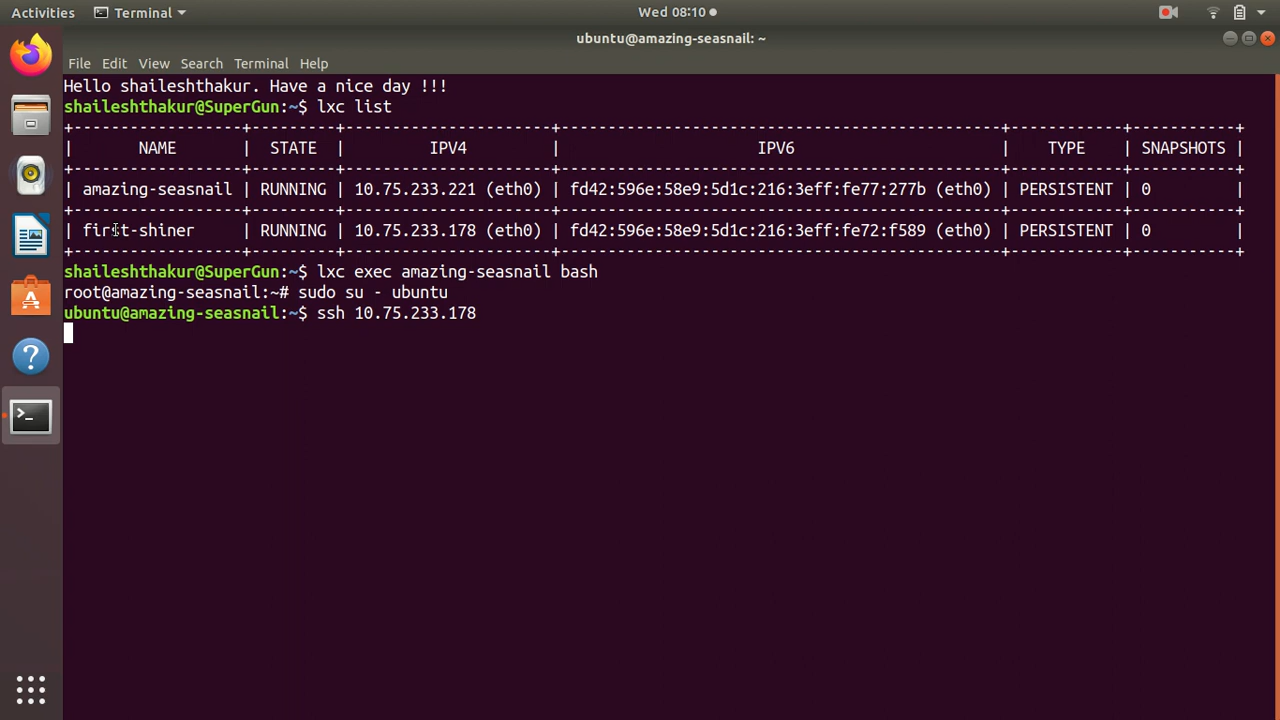 Activities Terminal Wed 08:10
ubuntu@amazing-seasnail: ~
File Edit View Search Terminal Help
Hello shaileshthakur. Have a nice day !!!
shaileshthakur@SuperGun:~$ lxc list
+-------------------+---------+----------------------+-----------------------------------------------+------------+-----------+
| NAME | STATE | IPV4 | IPV6 | TYPE | SNAPSHOTS |
+-------------------+---------+----------------------+-----------------------------------------------+------------+-----------+
| amazing-seasnail | RUNNING | 10.75.233.221 (eth0) | fd42:596e:58e9:5d1c:216:3eff:fe77:277b (eth0) | PERSISTENT | 0 |
+-------------------+---------+----------------------+-----------------------------------------------+------------+-----------+
| first-shiner | RUNNING | 10.75.233.178 (eth0) | fd42:596e:58e9:5d1c:216:3eff:fe72:f589 (eth0) | PERSISTENT | 0 |
+-------------------+---------+----------------------+-----------------------------------------------+------------+-----------+
shaileshthakur@SuperGun:~$ lxc exec amazing-seasnail bash
root@amazing-seasnail:~# sudo su - ubuntu
ubuntu@amazing-seasnail:~$ ssh 10.75.233.178